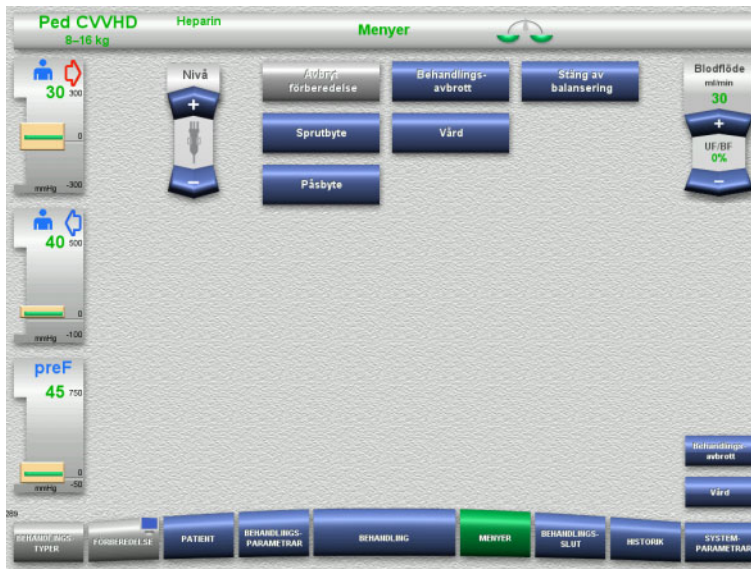 Ped CVVHD
Heparin
8–16 kg
Menyer
30
300
0
-300
mmHg
40
500
0
-100
mmHg
preF
45
750
0
-50
mmHg
289
Nivå
+
–
Avbryt
förberedelse
Behandlings-
avbrott
Stäng av
balansering
Sprutbyte
Vård
Påsbyte
Blodflöde
ml/min
30
+
UF/BF
0%
–
Behandlings-
avbrott
Vård
BEHANDLINGS-
TYPER
FÖRBEREDELSE
PATIENT
BEHANDLINGS-
PARAMETRAR
BEHANDLING
MENYER
BEHANDLINGS-
SLUT
HISTORIK
SYSTEM-
PARAMETRAR